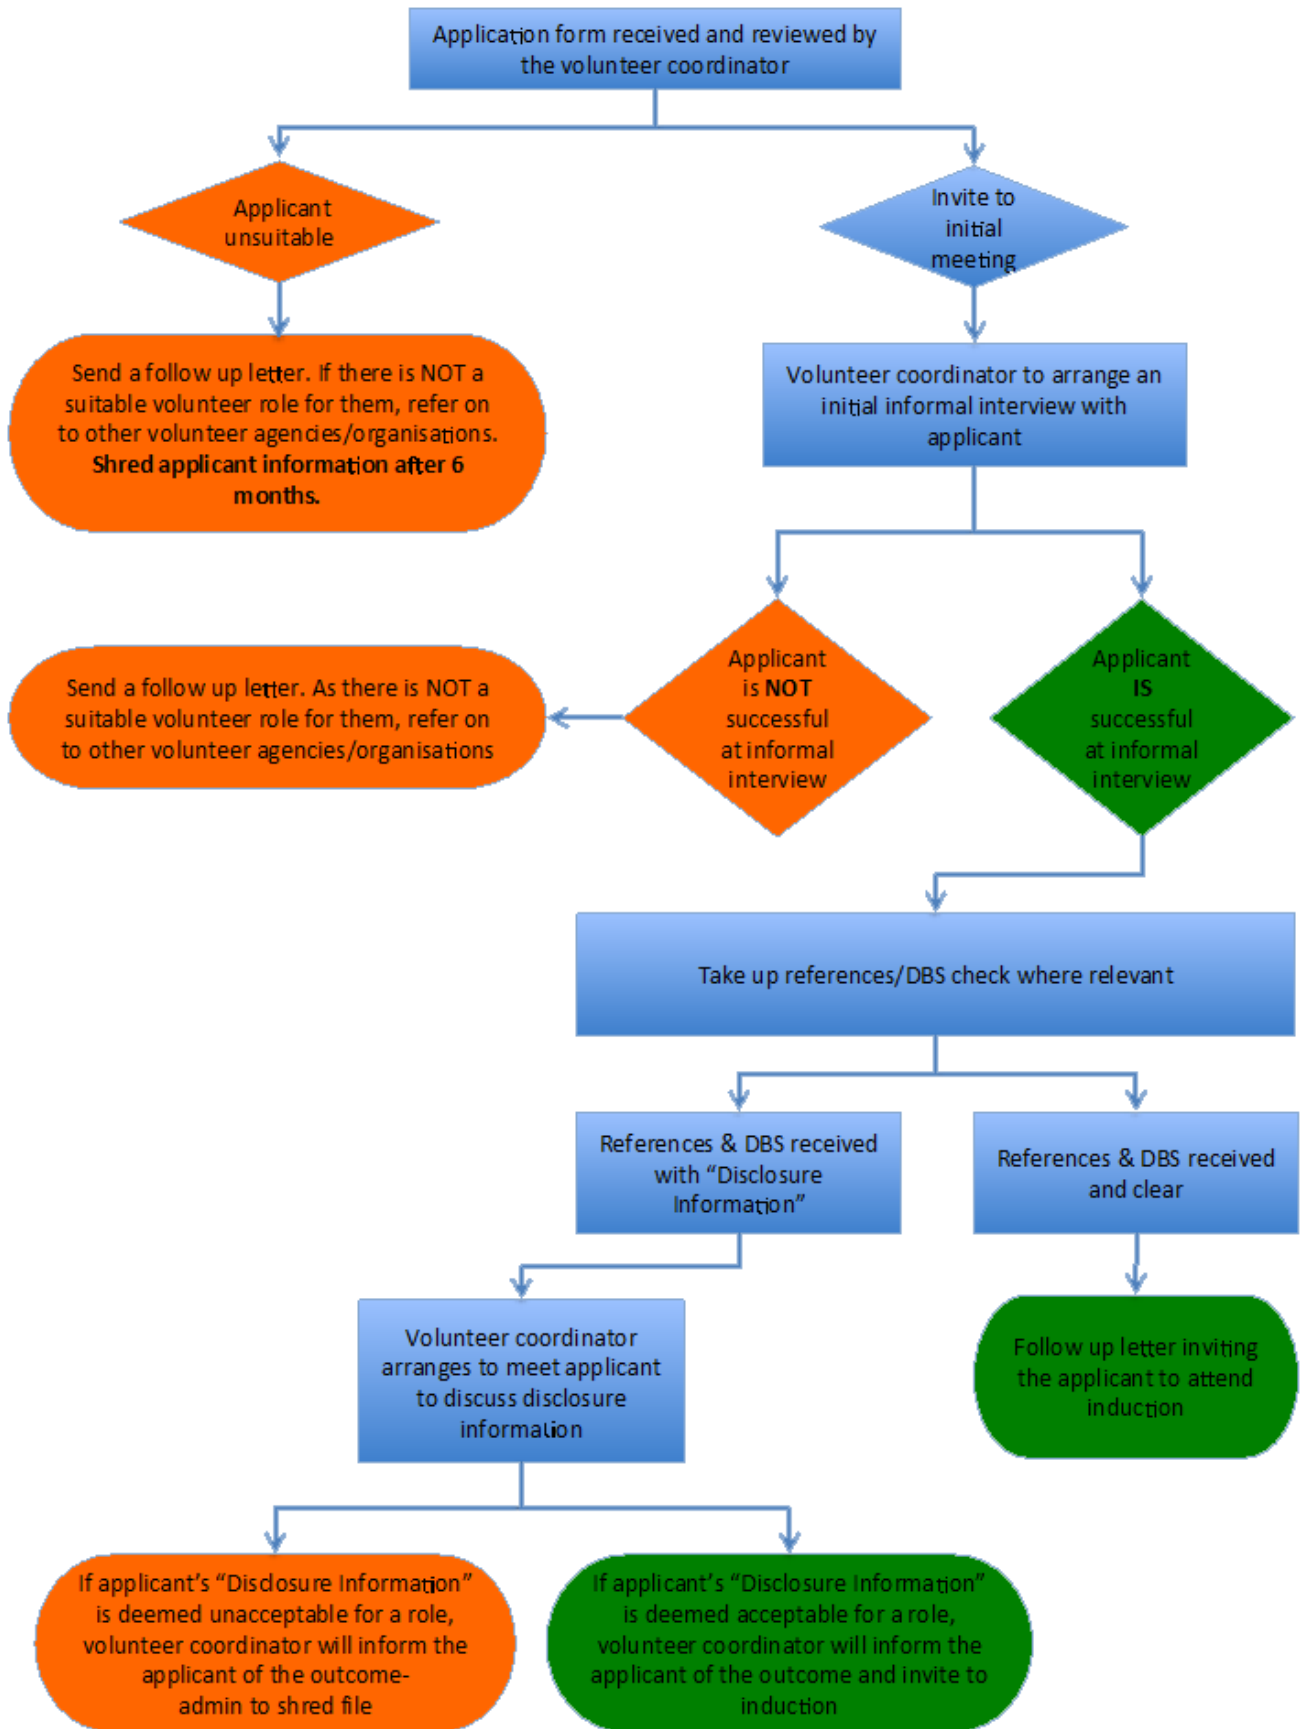 Application form received and reviewed by
the volunteer coordinator
Applicant
unsuitable
Invite to
initial
meeting
Send a follow up letter. If there is NOT a
suitable volunteer role for them, refer on
to other volunteer agencies/organisations.
Shred applicant information after 6
months.
Volunteer coordinator to arrange an
initial informal interview with
applicant
Send a follow up letter. As there is NOT a
suitable volunteer role for them, refer on
to other volunteer agencies/organisations
Applicant
is NOT
successful
at informal
interview
Applicant
IS
successful
at informal
interview
Take up references/DBS check where relevant
References & DBS received
with “Disclosure
Information”
References & DBS received
and clear
Volunteer coordinator
arranges to meet applicant
to discuss disclosure
information
Follow up letter inviting
the applicant to attend
induction
If applicant’s “Disclosure Information”
is deemed unacceptable for a role,
volunteer coordinator will inform the
applicant of the outcome-
admin to shred file
If applicant’s “Disclosure Information”
is deemed acceptable for a role,
volunteer coordinator will inform the
applicant of the outcome and invite to
induction